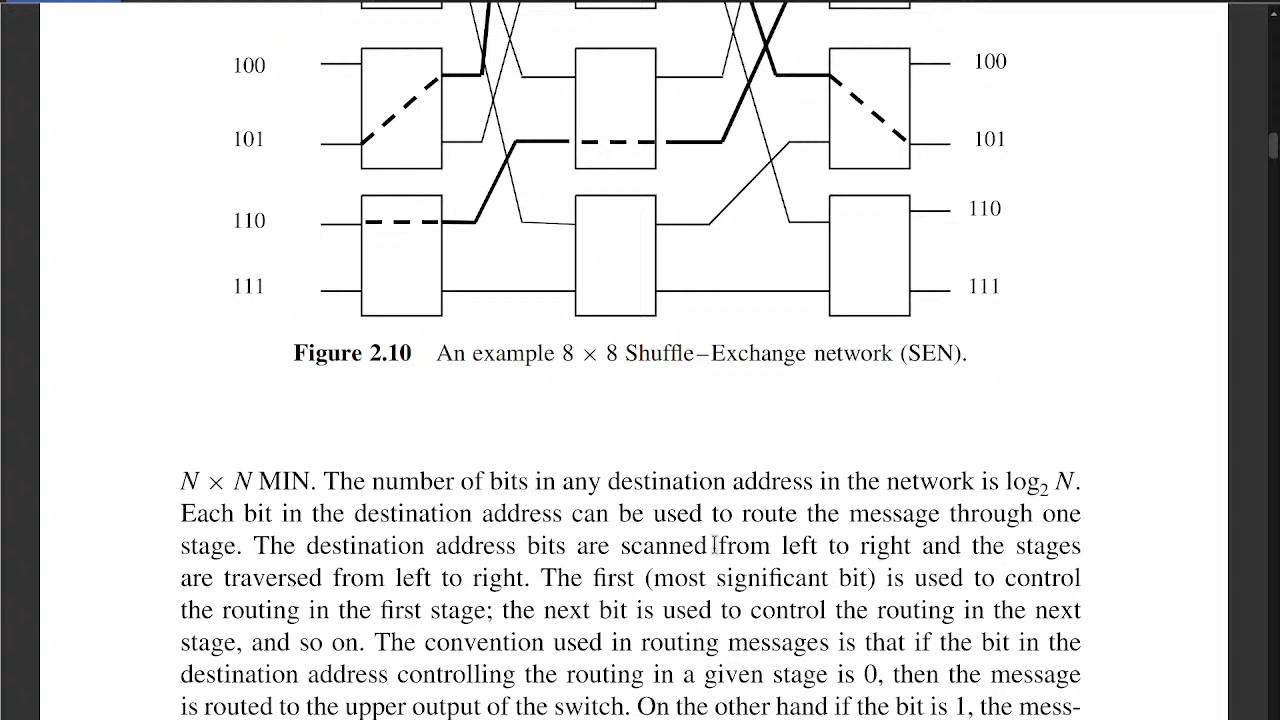 100 100
101 101
110 110
111 111
Figure 2.10 An example 8 × 8 Shuffle–Exchange network (SEN).
N × N MIN. The number of bits in any destination address in the network is log₂ N.
Each bit in the destination address can be used to route the message through one
stage. The destination address bits are scanned from left to right and the stages
are traversed from left to right. The first (most significant bit) is used to control
the routing in the first stage; the next bit is used to control the routing in the next
stage, and so on. The convention used in routing messages is that if the bit in the
destination address controlling the routing in a given stage is 0, then the message
is routed to the upper output of the switch. On the other hand if the bit is 1, the mess-